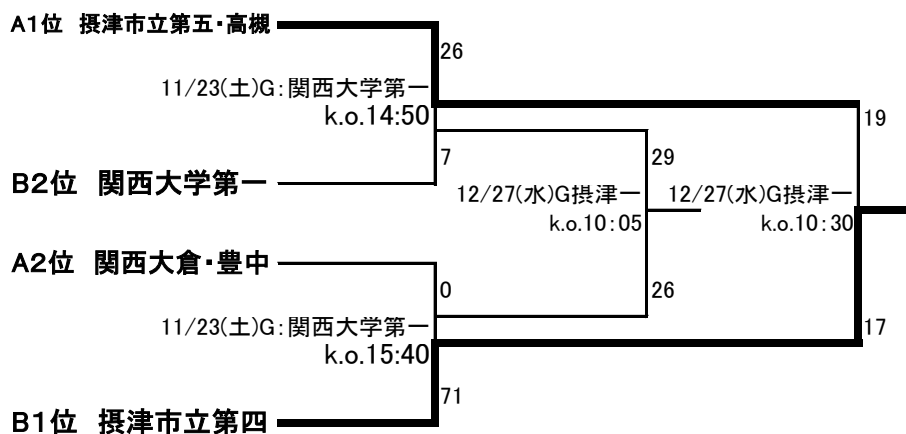 A1位 摂津市立第五・高槻
26
11/23(土)G:関西大学第一
k.o.14:50
19
7
29
B2位 関西大学第一
12/27(水)G摂津一
k.o.10:05
12/27(水)G摂津一
k.o.10:30
A2位 関西大倉・豊中
0
26
11/23(土)G:関西大学第一
k.o.15:40
17
71
B1位 摂津市立第四